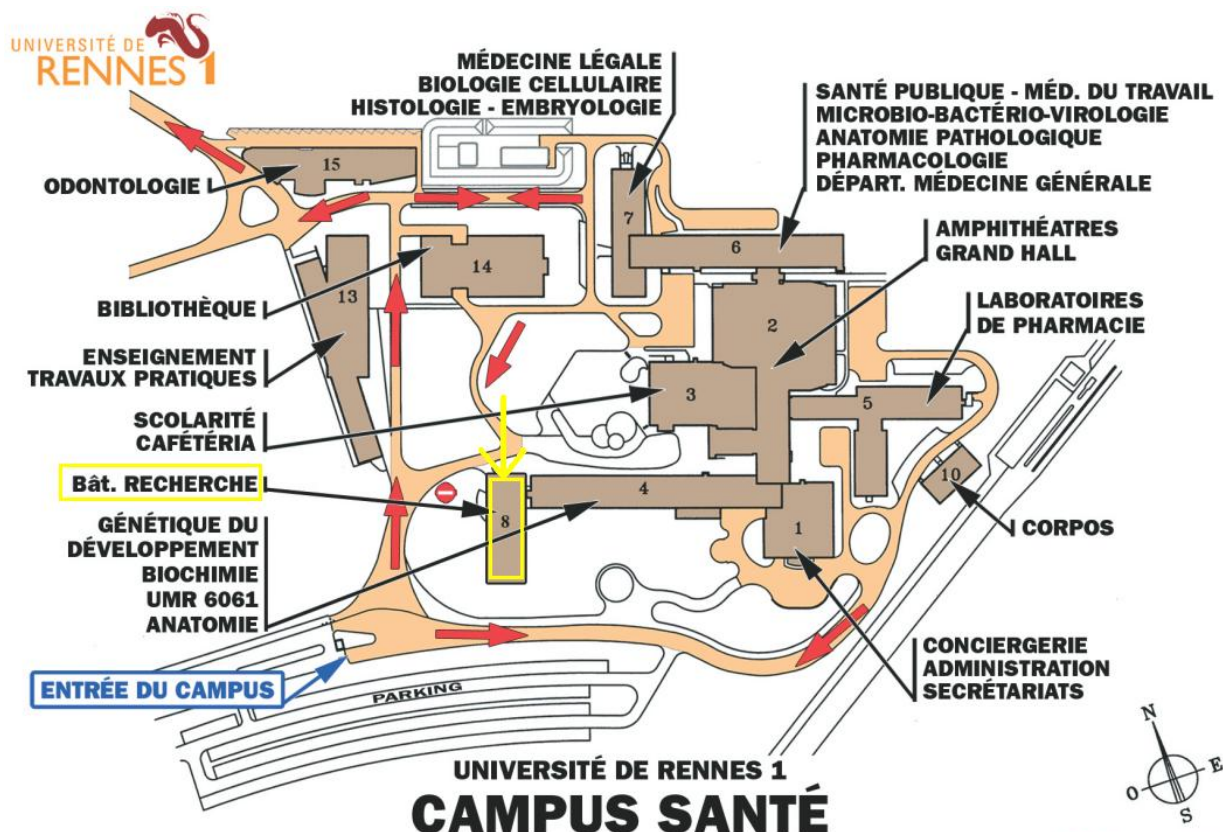 UNIVERSITÉ DE
RENNES 1
MÉDECINE LÉGALE
BIOLOGIE CELLULAIRE
HISTOLOGIE - EMBRYOLOGIE
SANTÉ PUBLIQUE - MÉD. DU TRAVAIL
MICROBIO-BACTÉRIO-VIROLOGIE
ANATOMIE PATHOLOGIQUE
PHARMACOLOGIE
DÉPART. MÉDECINE GÉNÉRALE
ODONTOLOGIE
15
7
6
AMPHITHÉATRES
GRAND HALL
14
13
BIBLIOTHÈQUE
2
LABORATOIRES
DE PHARMACIE
ENSEIGNEMENT
TRAVAUX PRATIQUES
3
5
SCOLARITÉ
CAFÉTÉRIA
10
Bât. RECHERCHE
4
8
1
CORPOS
GÉNÉTIQUE DU
DÉVELOPPEMENT
BIOCHIMIE
UMR 6061
ANATOMIE
CONCIERGERIE
ADMINISTRATION
SECRÉTARIATS
ENTRÉE DU CAMPUS
PARKING
N
E
O
S
UNIVERSITÉ DE RENNES 1
CAMPUS SANTÉ